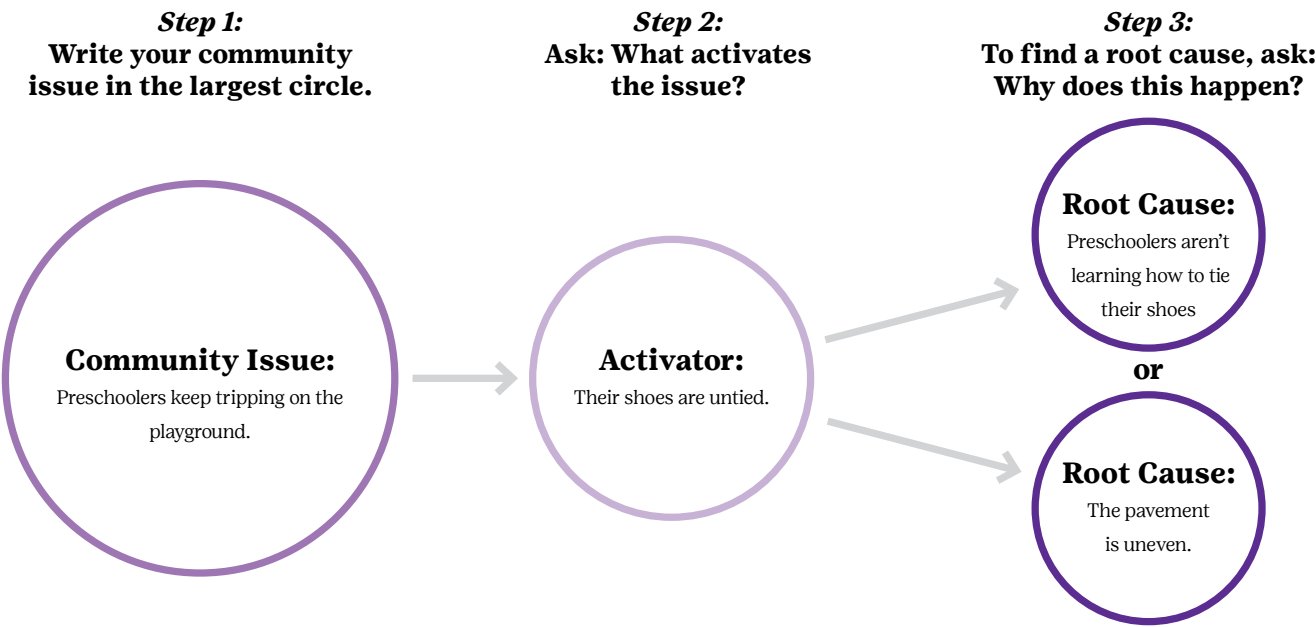 Step 1:
Write your community
issue in the largest circle.
Step 2:
Ask: What activates
the issue?
Step 3:
To find a root cause, ask:
Why does this happen?
Community Issue:
Preschoolers keep tripping on the
playground.
Activator:
Their shoes are untied.
Root Cause:
Preschoolers aren’t
learning how to tie
their shoes
or
Root Cause:
The pavement
is uneven.